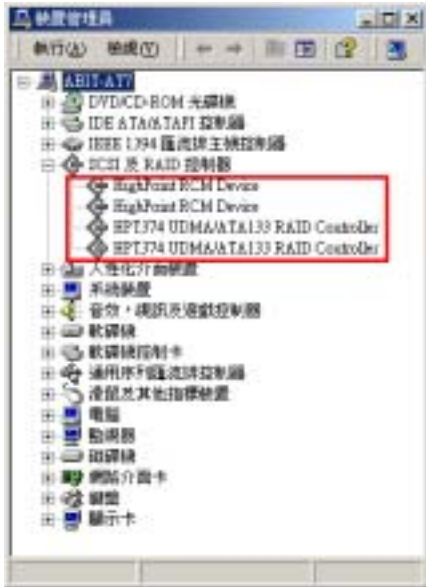 裝置管理員
執行(A) 檢視(V)
ABIT-AT7
DVD/CD-ROM 光碟機
IDE ATA/ATAPI 控制器
IEEE 1394 匯流排主機控制器
SCSI 及 RAID 控制器
HighPoint RCM Device
HighPoint RCM Device
HPT374 UDMA/ATA133 RAID Controller
HPT374 UDMA/ATA133 RAID Controller
人性化介面裝置
系統裝置
音效，視訊及遊戲控制器
軟碟機
軟碟機控制卡
通用序列匯流排控制器
滑鼠及其他指標裝置
電腦
監視器
磁碟機
網路介面卡
鍵盤
顯示卡